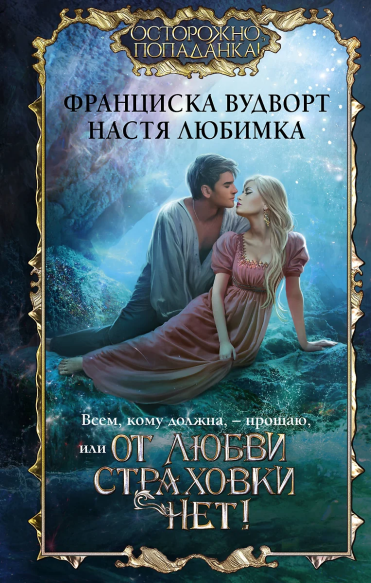 ОСТОРОЖНО,
ПОПАДАНКА!
ФРАНЦИСКА ВУДВОРТ
НАСТЯ ЛЮБИМКА
Всем, кому должна, – прощаю,
или ОТ ЛЮБВИ
СТРАХОВКИ
НЕТ!